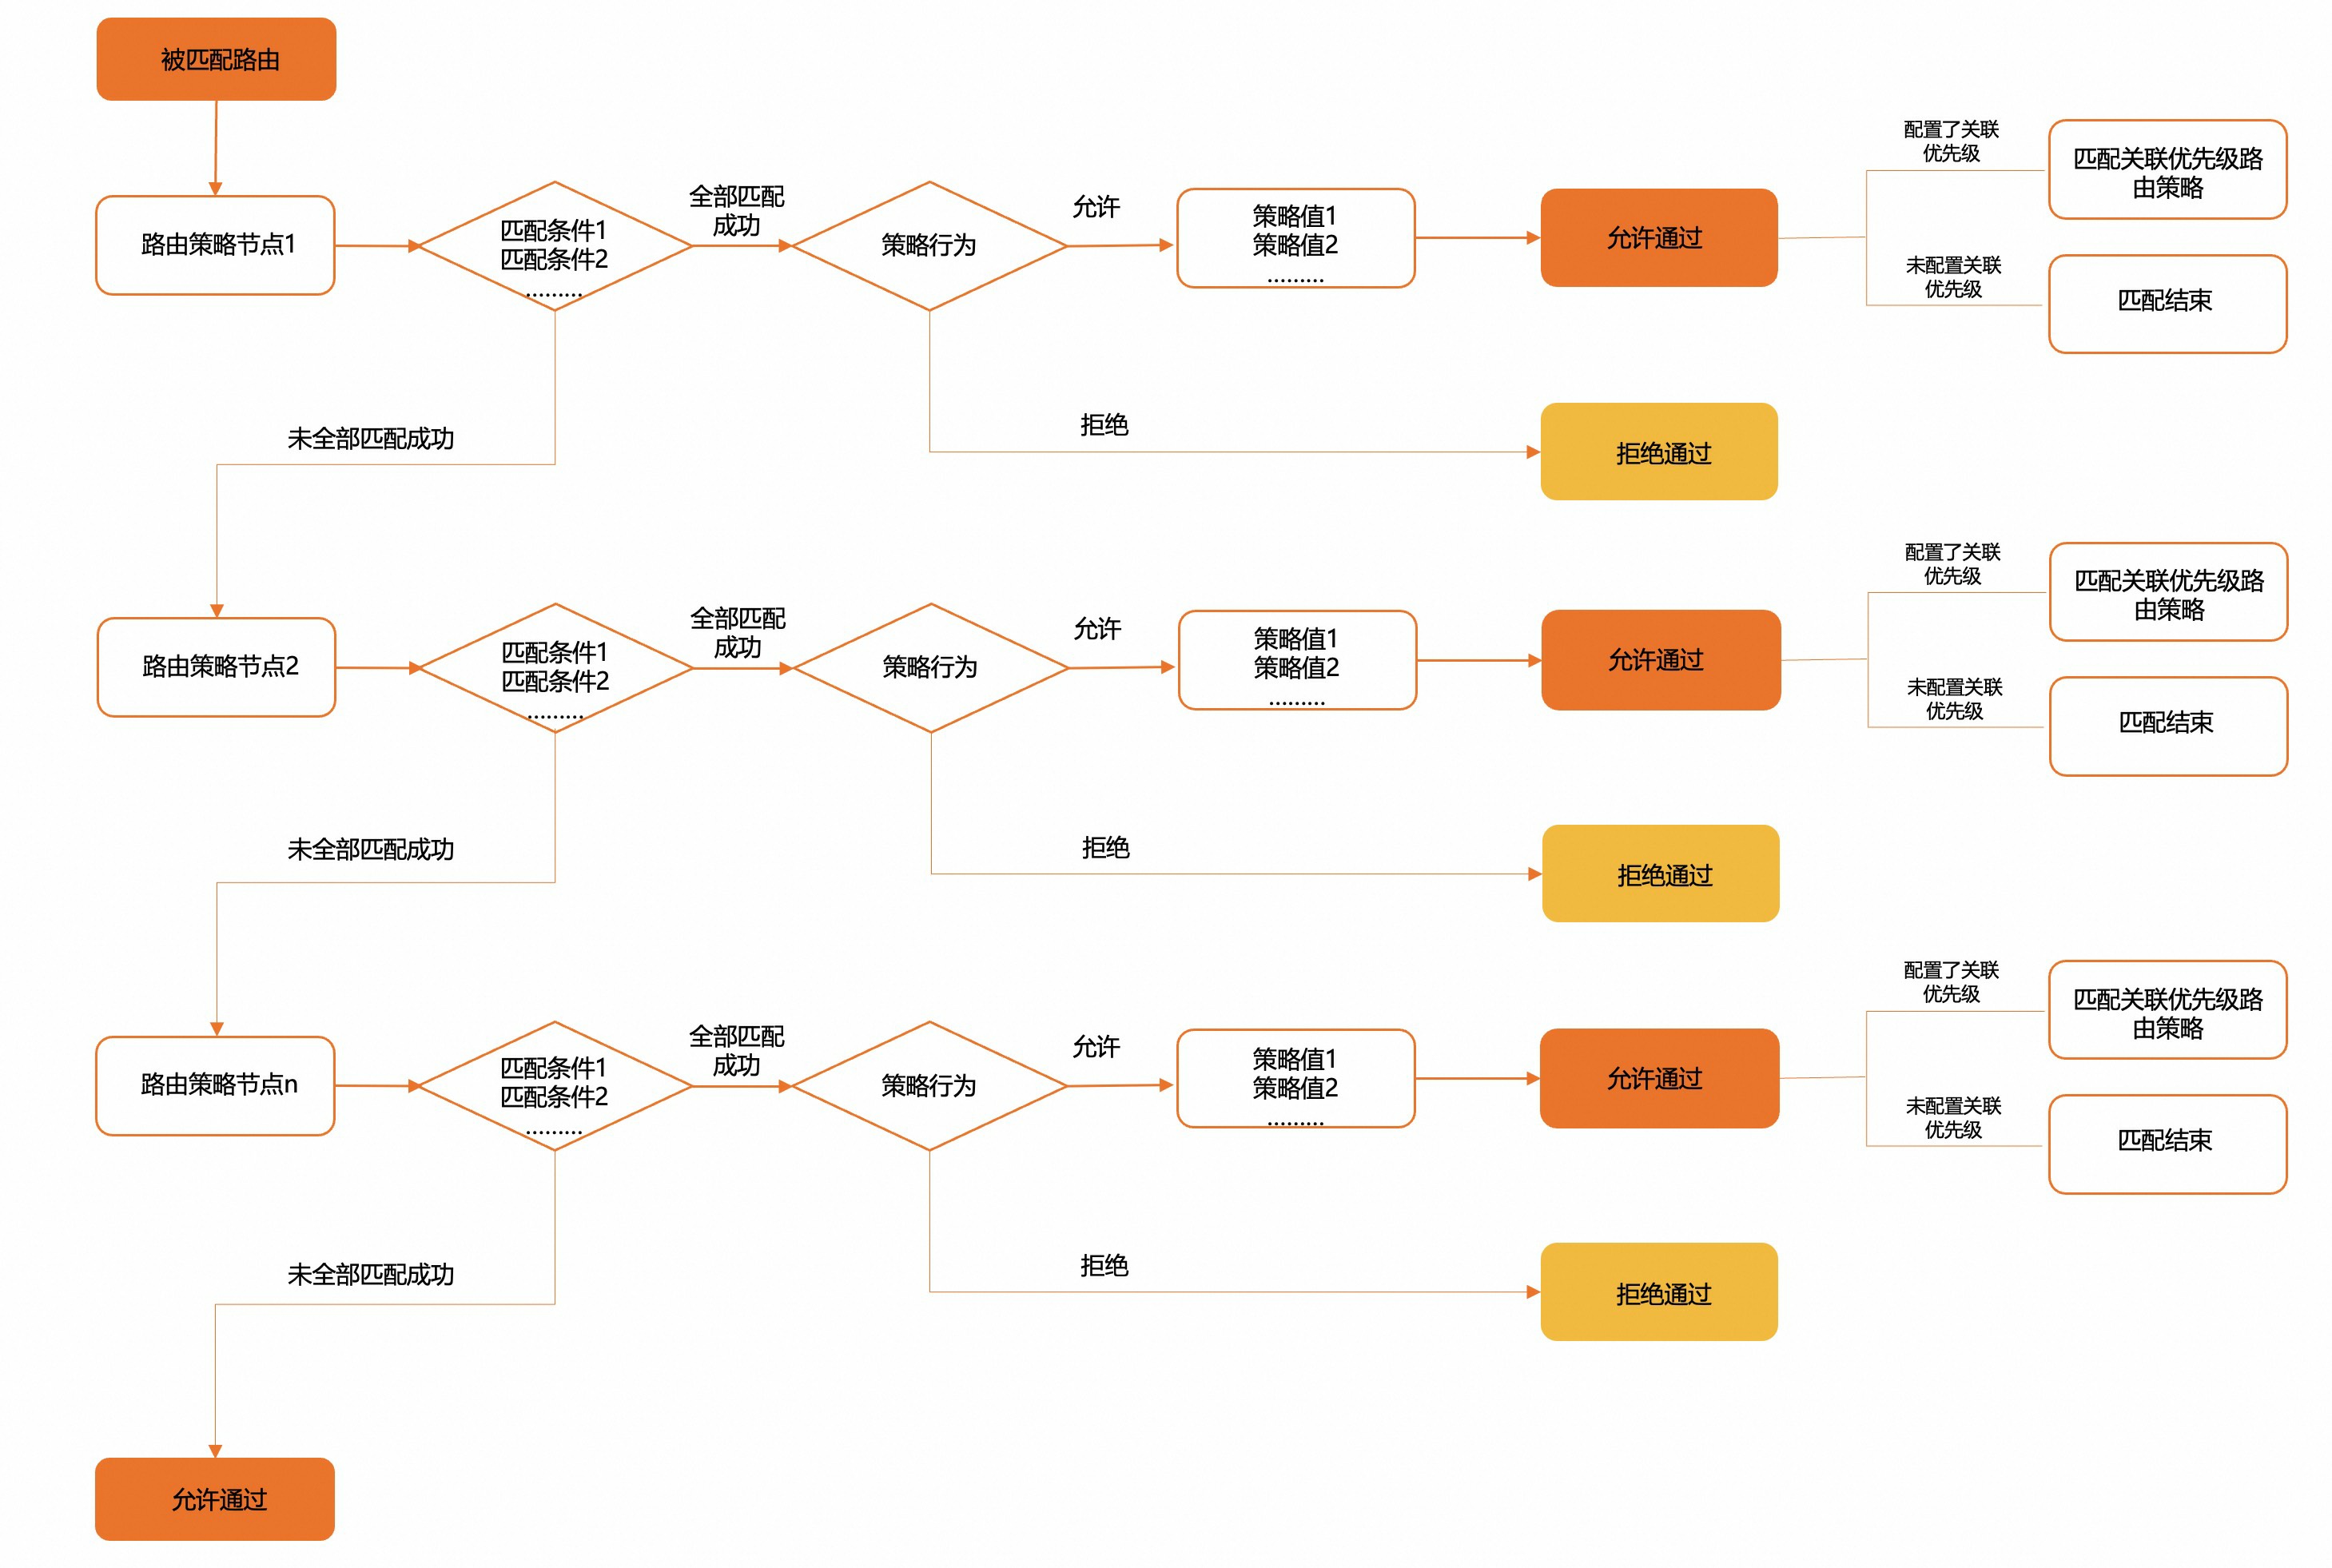 被匹配路由
路由策略节点1
匹配条件1
匹配条件2
………
全部匹配
成功
策略行为
允许
策略值1
策略值2
………
允许通过
配置了关联
优先级
匹配关联优先级路
由策略
未配置关联
优先级
匹配结束
未全部匹配成功
拒绝
拒绝通过
路由策略节点2
匹配条件1
匹配条件2
………
全部匹配
成功
策略行为
允许
策略值1
策略值2
………
允许通过
配置了关联
优先级
匹配关联优先级路
由策略
未配置关联
优先级
匹配结束
未全部匹配成功
拒绝
拒绝通过
路由策略节点n
匹配条件1
匹配条件2
………
全部匹配
成功
策略行为
允许
策略值1
策略值2
………
允许通过
配置了关联
优先级
匹配关联优先级路
由策略
未配置关联
优先级
匹配结束
未全部匹配成功
拒绝
拒绝通过
允许通过